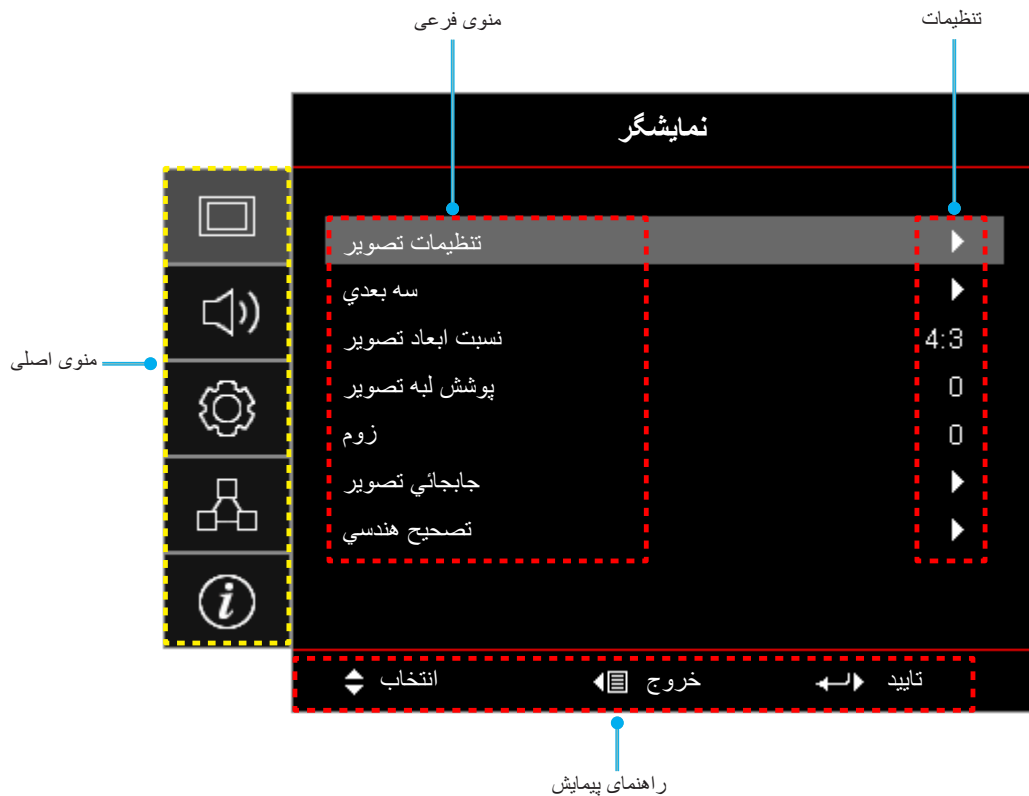 منوی فرعی
تنظیمات
نمایشگر
تنظیمات تصویر
سه بعدي
نسبت ابعاد تصویر 4:3
پوشش لبه تصویر 0
زوم 0
جابجائي تصویر
تصحیح هندسي
منوی اصلی
انتخاب
خروج
تایید
راهنمای پیمایش